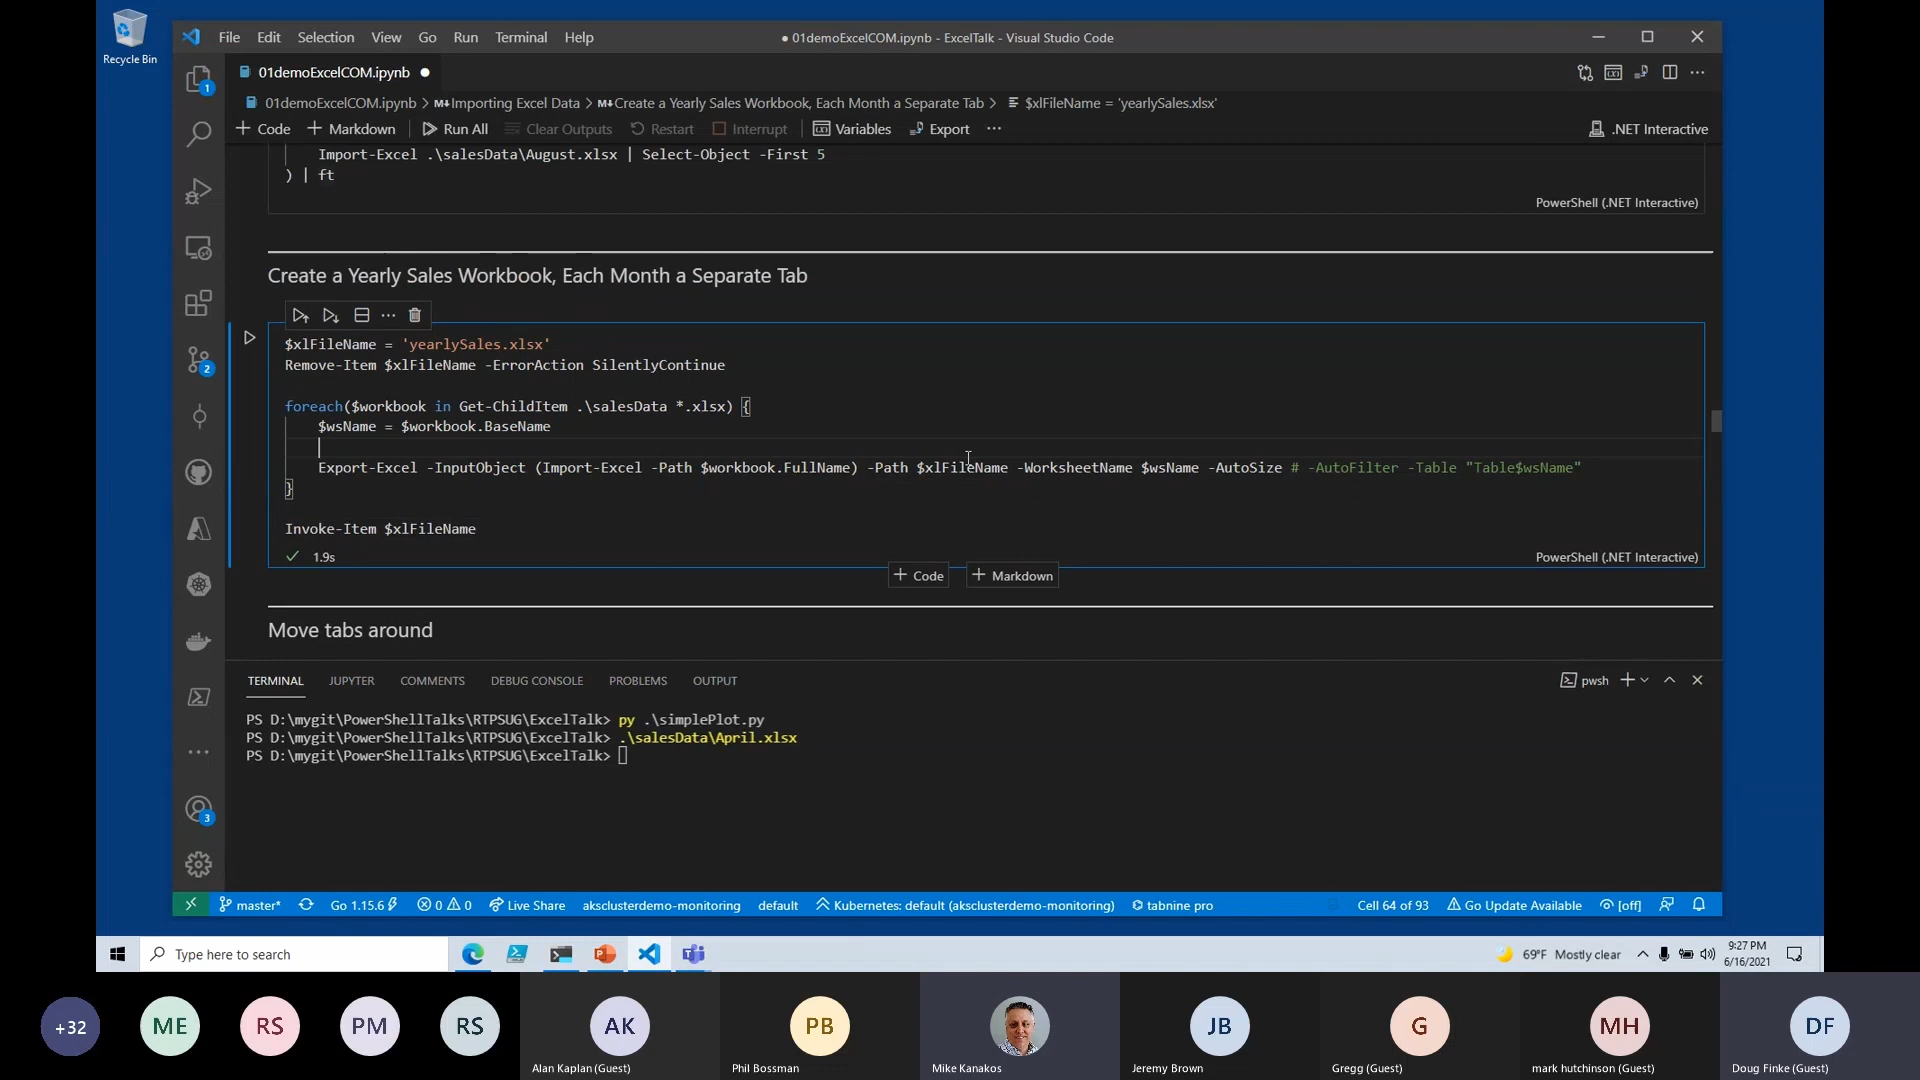 Recycle Bin
File Edit Selection View Go Run Terminal Help
● 01demoExcelCOM.ipynb - ExcelTalk - Visual Studio Code
01demoExcelCOM.ipynb ●
01demoExcelCOM.ipynb > M↓Importing Excel Data > M↓Create a Yearly Sales Workbook, Each Month a Separate Tab > $xlFileName = 'yearlySales.xlsx'
+ Code + Markdown Run All Clear Outputs Restart Interrupt Variables Export ... .NET Interactive
Import-Excel .\salesData\August.xlsx | Select-Object -First 5
) | ft
PowerShell (.NET Interactive)
Create a Yearly Sales Workbook, Each Month a Separate Tab
$xlFileName = 'yearlySales.xlsx'
Remove-Item $xlFileName -ErrorAction SilentlyContinue
foreach($workbook in Get-ChildItem .\salesData *.xlsx) {
$wsName = $workbook.BaseName
Export-Excel -InputObject (Import-Excel -Path $workbook.FullName) -Path $xlFileName -WorksheetName $wsName -AutoSize # -AutoFilter -Table "Table$wsName"
}
Invoke-Item $xlFileName
1.9s
PowerShell (.NET Interactive)
+ Code + Markdown
Move tabs around
TERMINAL JUPYTER COMMENTS DEBUG CONSOLE PROBLEMS OUTPUT
pwsh
PS D:\mygit\PowerShellTalks\RTPSUG\ExcelTalk> py .\simplePlot.py
PS D:\mygit\PowerShellTalks\RTPSUG\ExcelTalk> .\salesData\April.xlsx
PS D:\mygit\PowerShellTalks\RTPSUG\ExcelTalk>
1
2
3
master* Go 1.15.6 0 0 Live Share aksclusterdemo-monitoring default Kubernetes: default (aksclusterdemo-monitoring) tabnine pro Cell 64 of 93 Go Update Available [off]
Type here to search
69°F Mostly clear
9:27 PM
6/16/2021
+32 ME RS PM RS AK PB JB G MH DF
Alan Kaplan (Guest) Phil Bossman Mike Kanakos Jeremy Brown Gregg (Guest) mark hutchinson (Guest) Doug Finke (Guest)